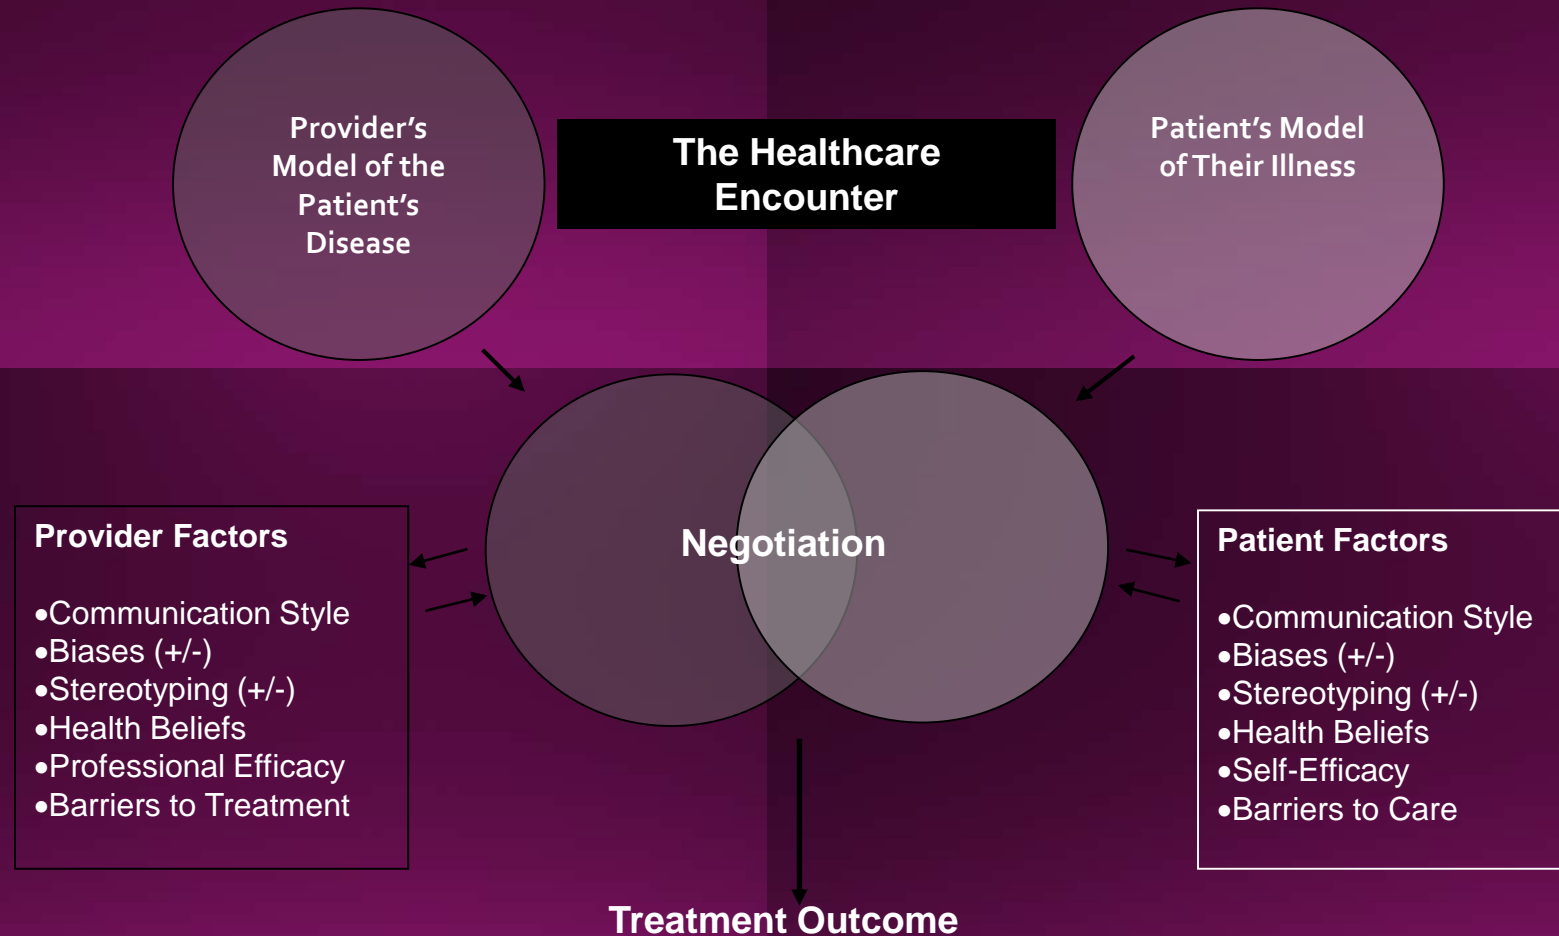 Provider’s
Model of the
Patient’s
Disease
The Healthcare
Encounter
Patient’s Model
of Their Illness
Negotiation
Provider Factors
•Communication Style
•Biases (+/-)
•Stereotyping (+/-)
•Health Beliefs
•Professional Efficacy
•Barriers to Treatment
Patient Factors
•Communication Style
•Biases (+/-)
•Stereotyping (+/-)
•Health Beliefs
•Self-Efficacy
•Barriers to Care
Treatment Outcome